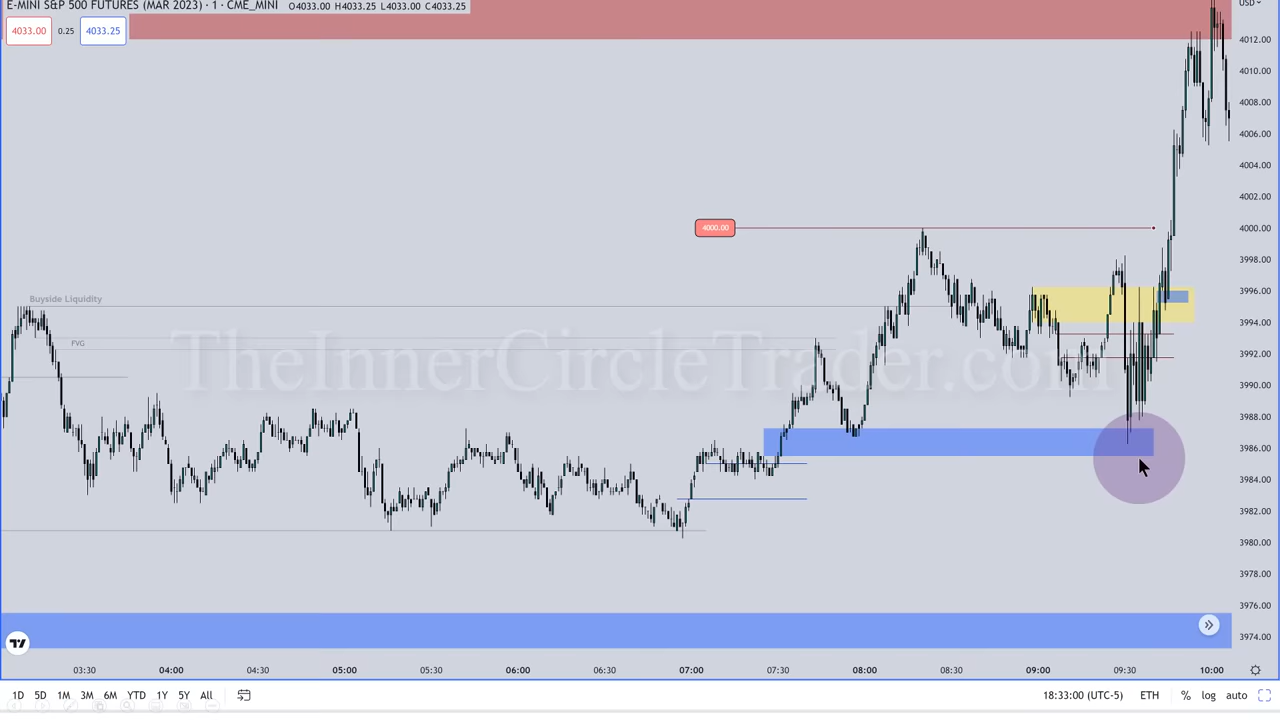 E-MINI S&P 500 FUTURES (MAR 2023) · 1 · CME_MINI O4033.00 H4033.25 L4033.00 C4033.25
USD
4033.00 0.25 4033.25
4012.00
4010.00
4008.00
4006.00
4004.00
4002.00
4000.00
4000.00
3998.00
3996.00
Buyside Liquidity
3994.00
FVG
3992.00
TheInnerCircleTrader.com
3990.00
3988.00
3986.00
3984.00
3982.00
3980.00
3978.00
3976.00
3974.00
03:30 04:00 04:30 05:00 05:30 06:00 06:30 07:00 07:30 08:00 08:30 09:00 09:30 10:00
1D 5D 1M 3M 6M YTD 1Y 5Y All 18:33:00 (UTC-5) ETH % log auto